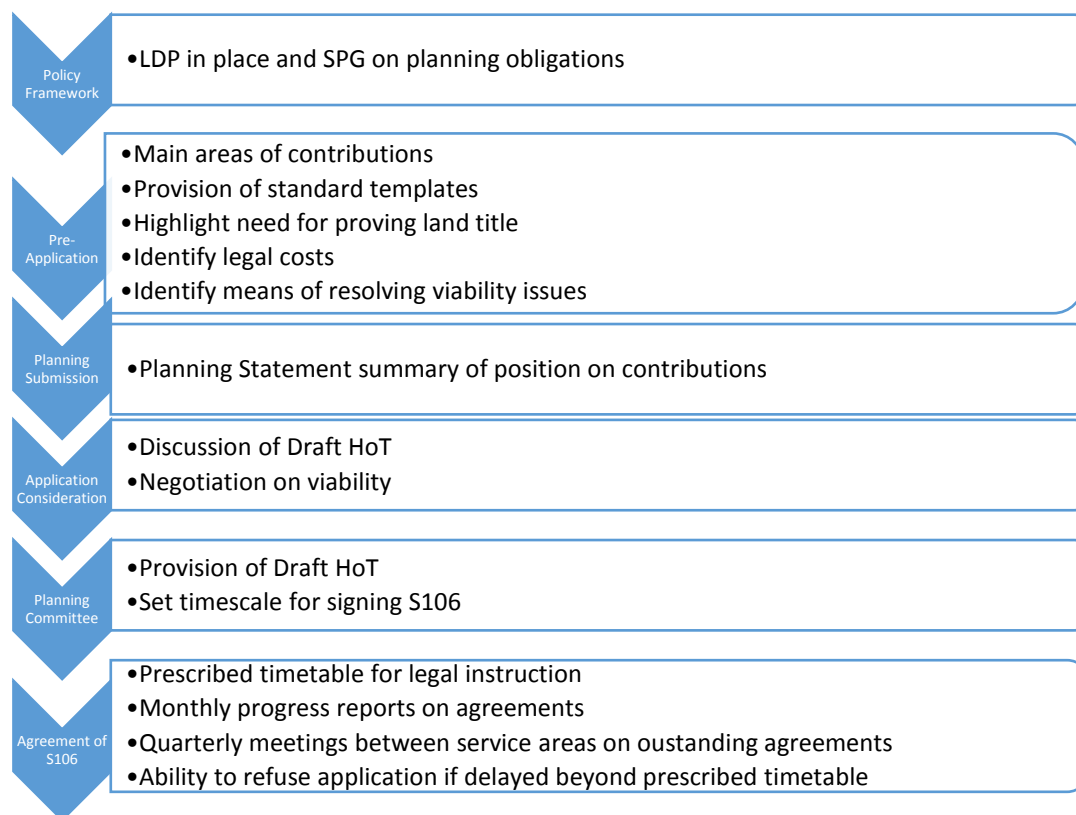 Policy
Framework
•LDP in place and SPG on planning obligations
Pre-
Application
•Main areas of contributions
•Provision of standard templates
•Highlight need for proving land title
•Identify legal costs
•Identify means of resolving viability issues
Planning
Submission
•Planning Statement summary of position on contributions
Application
Consideration
•Discussion of Draft HoT
•Negotiation on viability
Planning
Committee
•Provision of Draft HoT
•Set timescale for signing S106
Agreement of
S106
•Prescribed timetable for legal instruction
•Monthly progress reports on agreements
•Quarterly meetings between service areas on oustanding agreements
•Ability to refuse application if delayed beyond prescribed timetable